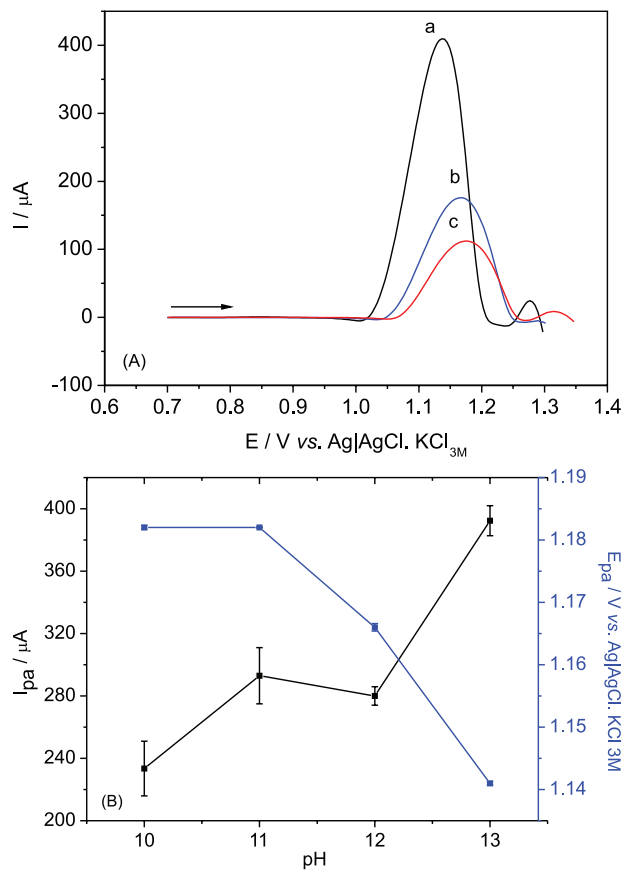 400
300
200
100
0
-100
I / μA
a
b
c
(A)
0.6 0.7 0.8 0.9 1.0 1.1 1.2 1.3 1.4
E / V vs. Ag|AgCl. KCl3M
400
360
320
280
240
200
Ipa / μA
(B)
10 11 12 13
pH
1.19
1.18
1.17
1.16
1.15
1.14
1.13
Epa / V vs. Ag|AgCl. KCl 3M